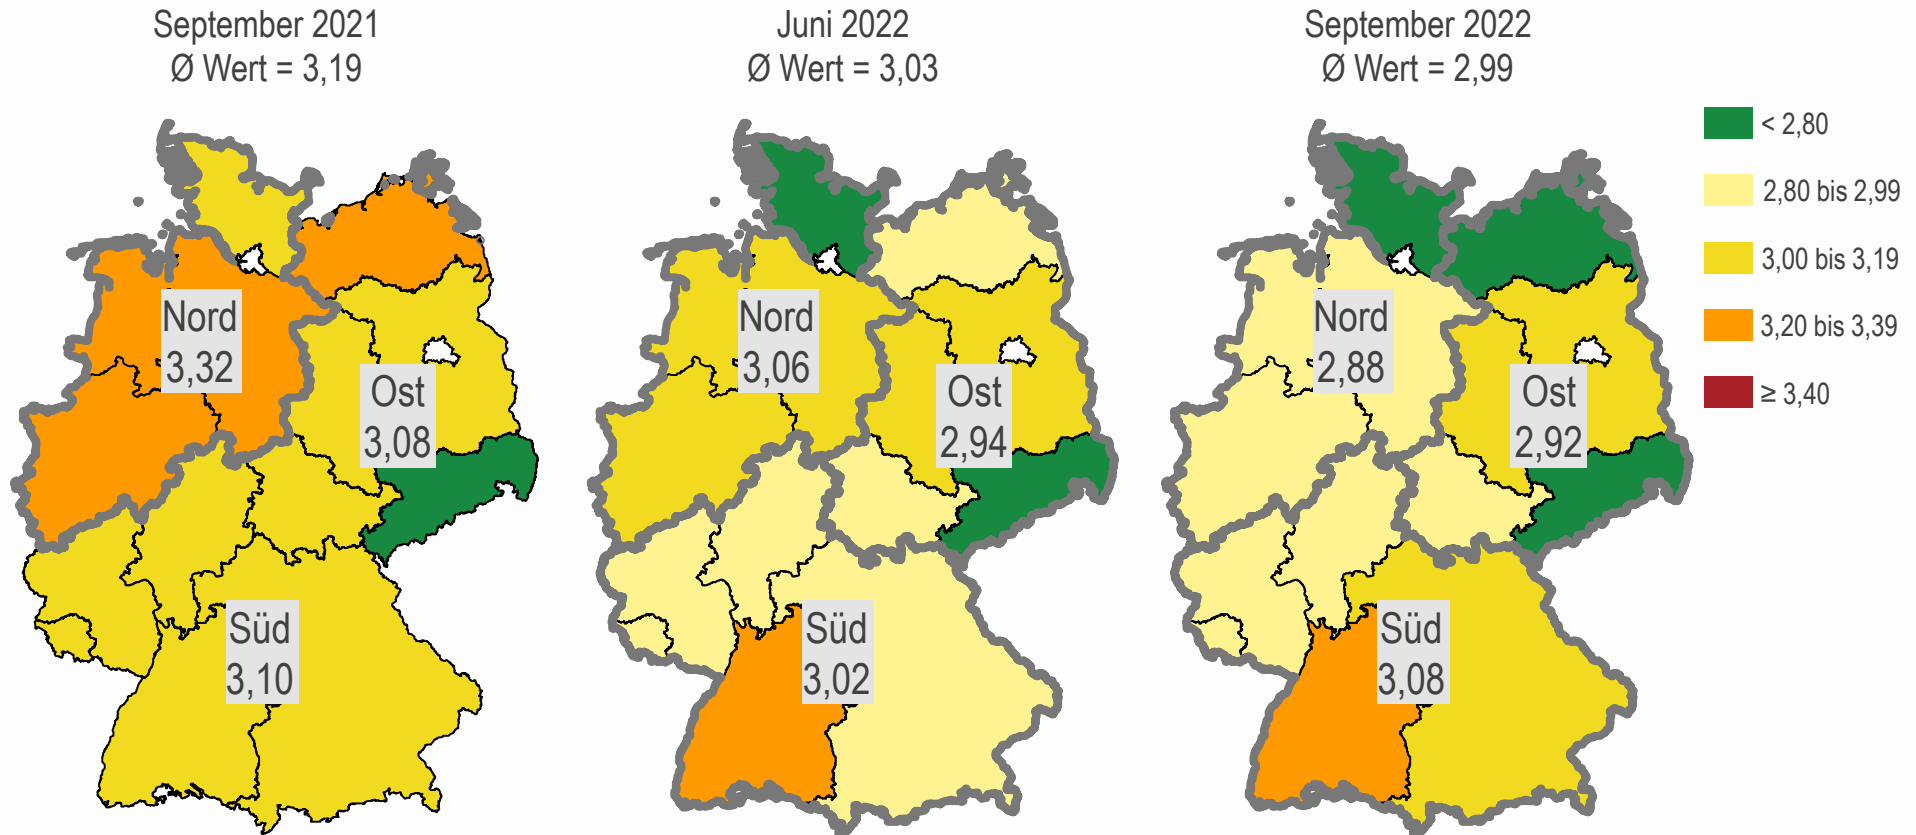 September 2021
Ø Wert = 3,19
Juni 2022
Ø Wert = 3,03
September 2022
Ø Wert = 2,99
Nord
3,32
Ost
3,08
Süd
3,10
Nord
3,06
Ost
2,94
Süd
3,02
Nord
2,88
Ost
2,92
Süd
3,08
< 2,80
2,80 bis 2,99
3,00 bis 3,19
3,20 bis 3,39
≥ 3,40